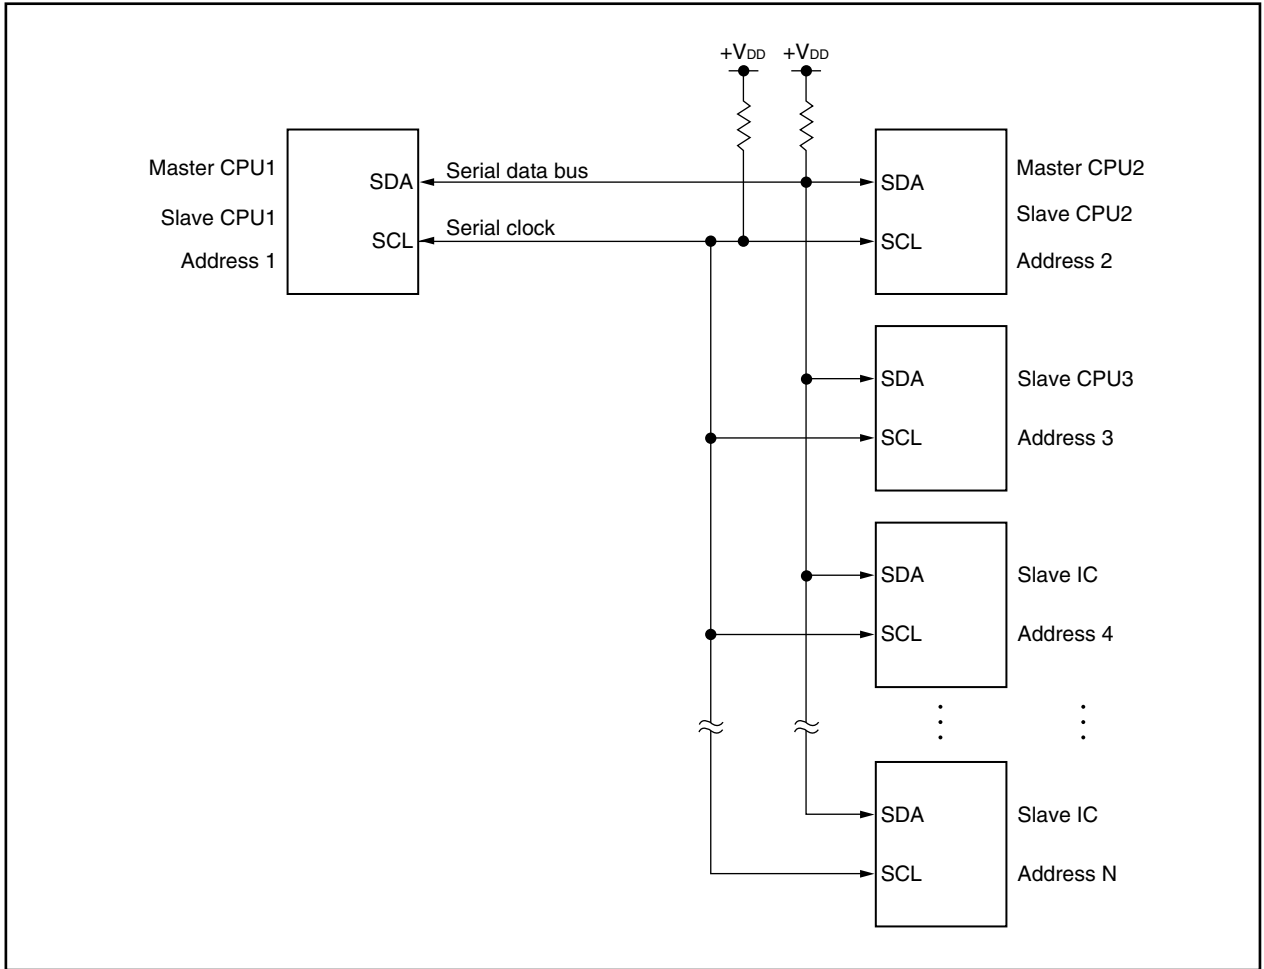 +VDD +VDD
Master CPU1
Slave CPU1
Address 1
SDA
SCL
Serial data bus
Serial clock
SDA
SCL
Master CPU2
Slave CPU2
Address 2
SDA
SCL
Slave CPU3
Address 3
SDA
SCL
Slave IC
Address 4
SDA
SCL
Slave IC
Address N